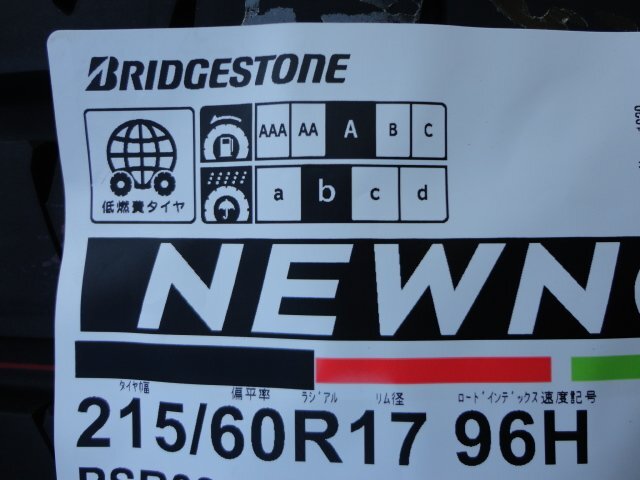 BRIDGESTONE
AAA AA A B C
a b c d
低燃費タイヤ
NEWN
タイヤ幅 偏平率 ラジアル リム径 ロードインデックス 速度記号
215/60R17 96H